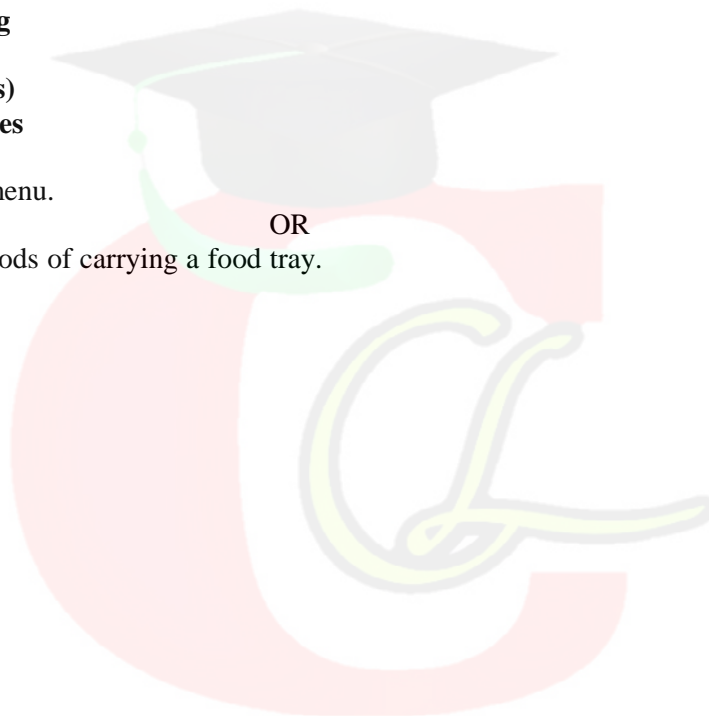 g
s)
es
nenu.
OR
ods of carrying a food tray.